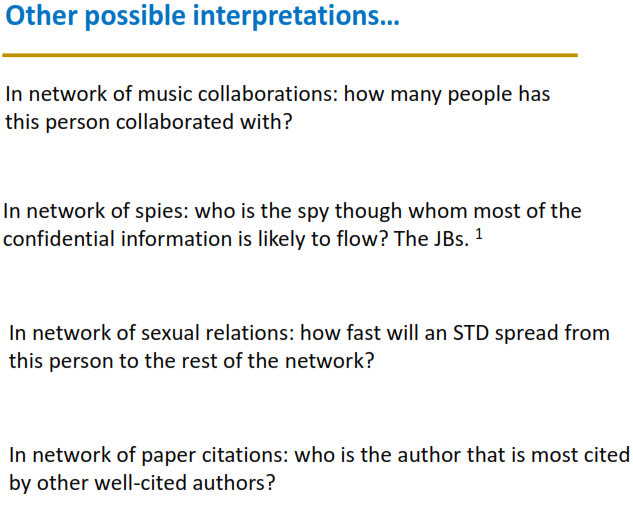 Other possible interpretations...
In network of music collaborations: how many people has
this person collaborated with?
In network of spies: who is the spy though whom most of the
confidential information is likely to flow? The JBs. 1
In network of sexual relations: how fast will an STD spread from
this person to the rest of the network?
In network of paper citations: who is the author that is most cited
by other well-cited authors?